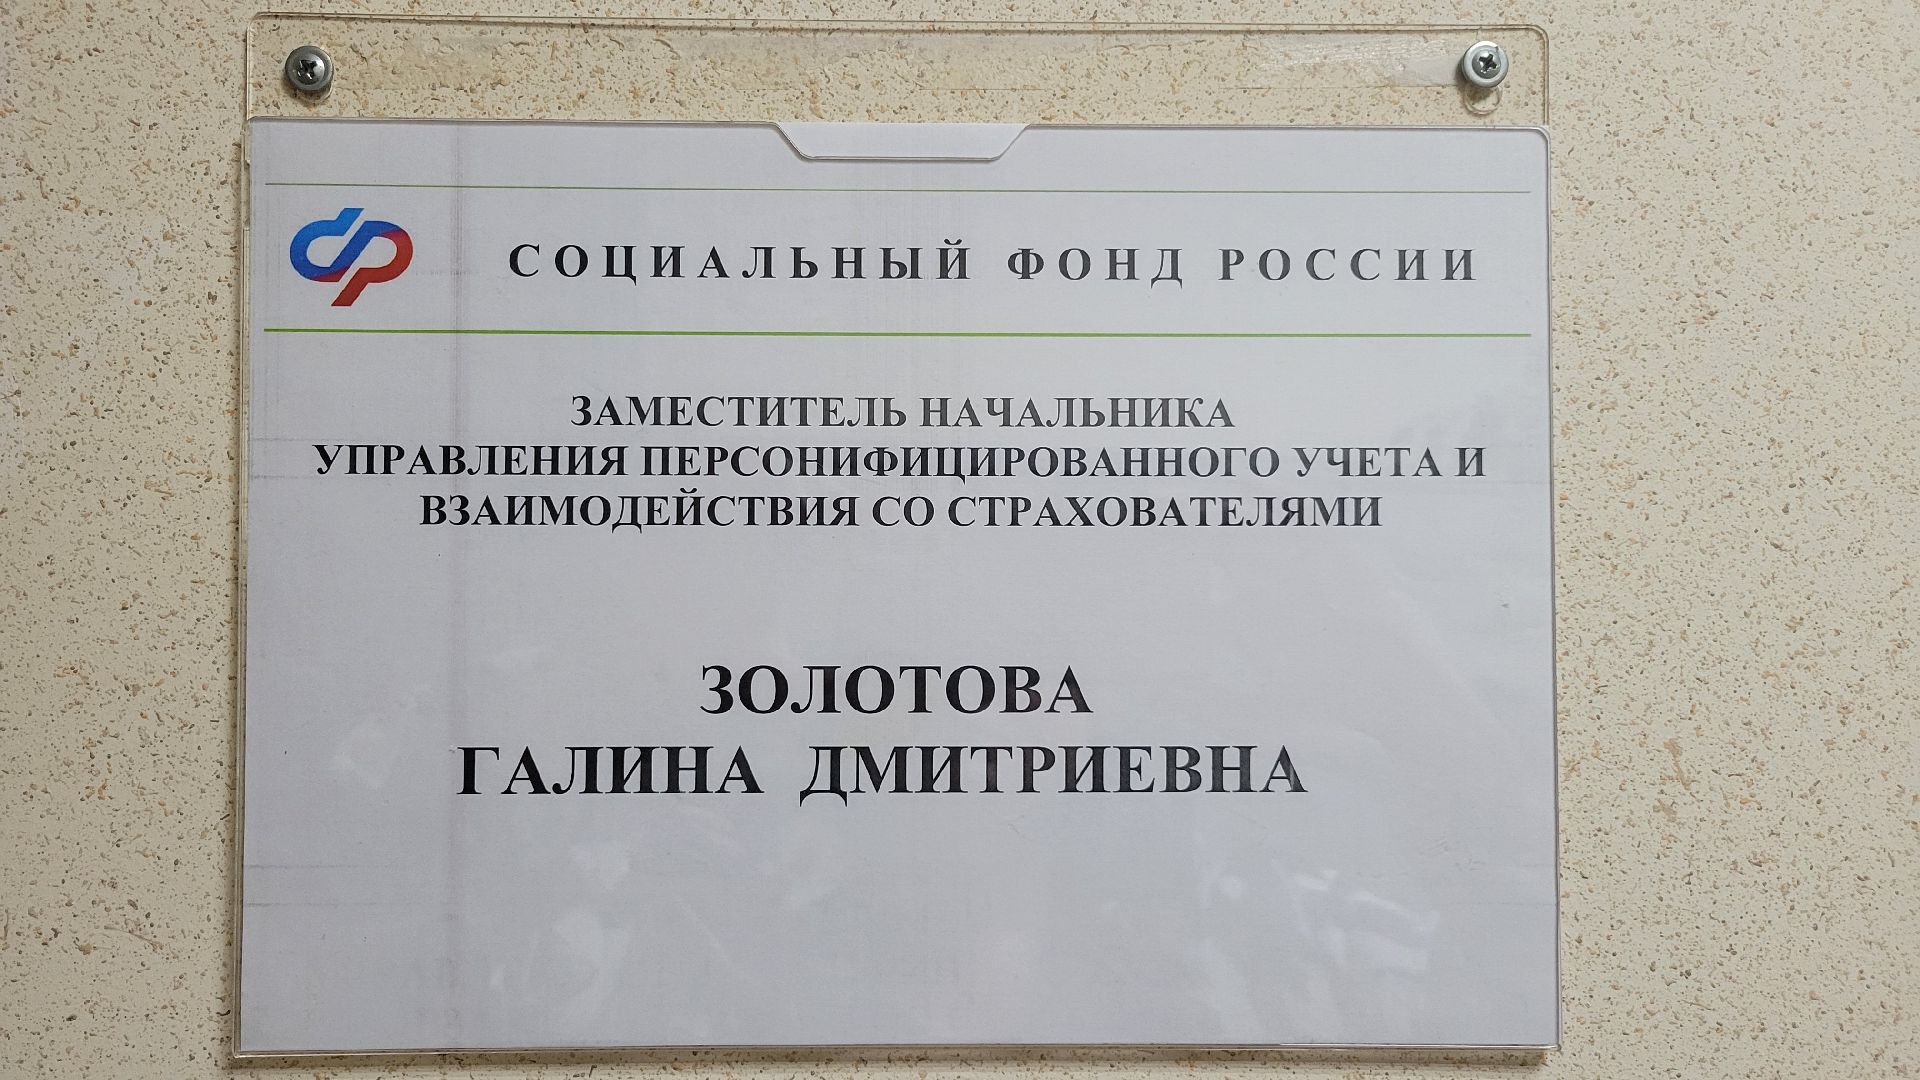 СОЦИАЛЬНЫЙ ФОНД РОССИИ
ЗАМЕСТИТЕЛЬ НАЧАЛЬНИКА
УПРАВЛЕНИЯ ПЕРСОНИФИЦИРОВАННОГО УЧЕТА И
ВЗАИМОДЕЙСТВИЯ СО СТРАХОВАТЕЛЯМИ
ЗОЛОТОВА
ГАЛИНА ДМИТРИЕВНА